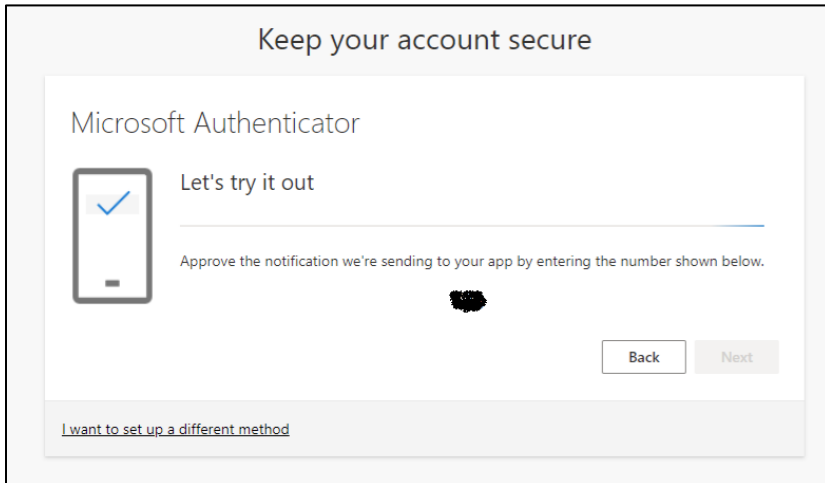 Keep your account secure
Microsoft Authenticator
Let's try it out
Approve the notification we're sending to your app by entering the number shown below.
Back
Next
I want to set up a different method